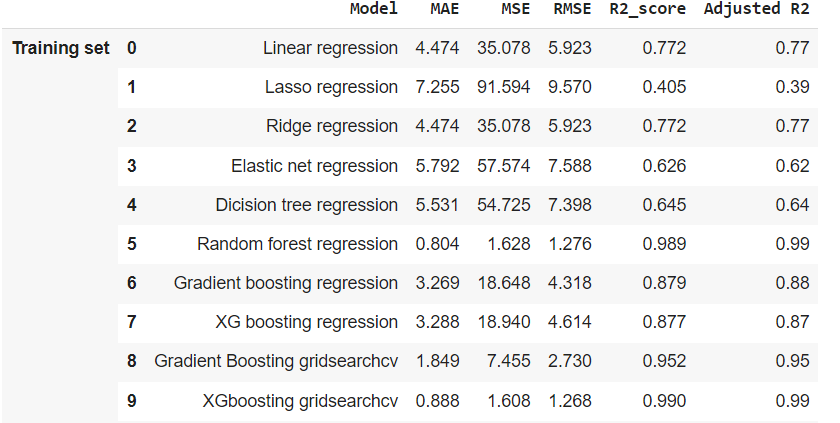 Model MAE MSE RMSE R2_score Adjusted R2
Training set 0 Linear regression 4.474 35.078 5.923 0.772 0.77
1 Lasso regression 7.255 91.594 9.570 0.405 0.39
2 Ridge regression 4.474 35.078 5.923 0.772 0.77
3 Elastic net regression 5.792 57.574 7.588 0.626 0.62
4 Dicision tree regression 5.531 54.725 7.398 0.645 0.64
5 Random forest regression 0.804 1.628 1.276 0.989 0.99
6 Gradient boosting regression 3.269 18.648 4.318 0.879 0.88
7 XG boosting regression 3.288 18.940 4.614 0.877 0.87
8 Gradient Boosting gridsearchcv 1.849 7.455 2.730 0.952 0.95
9 XGboosting gridsearchcv 0.888 1.608 1.268 0.990 0.99